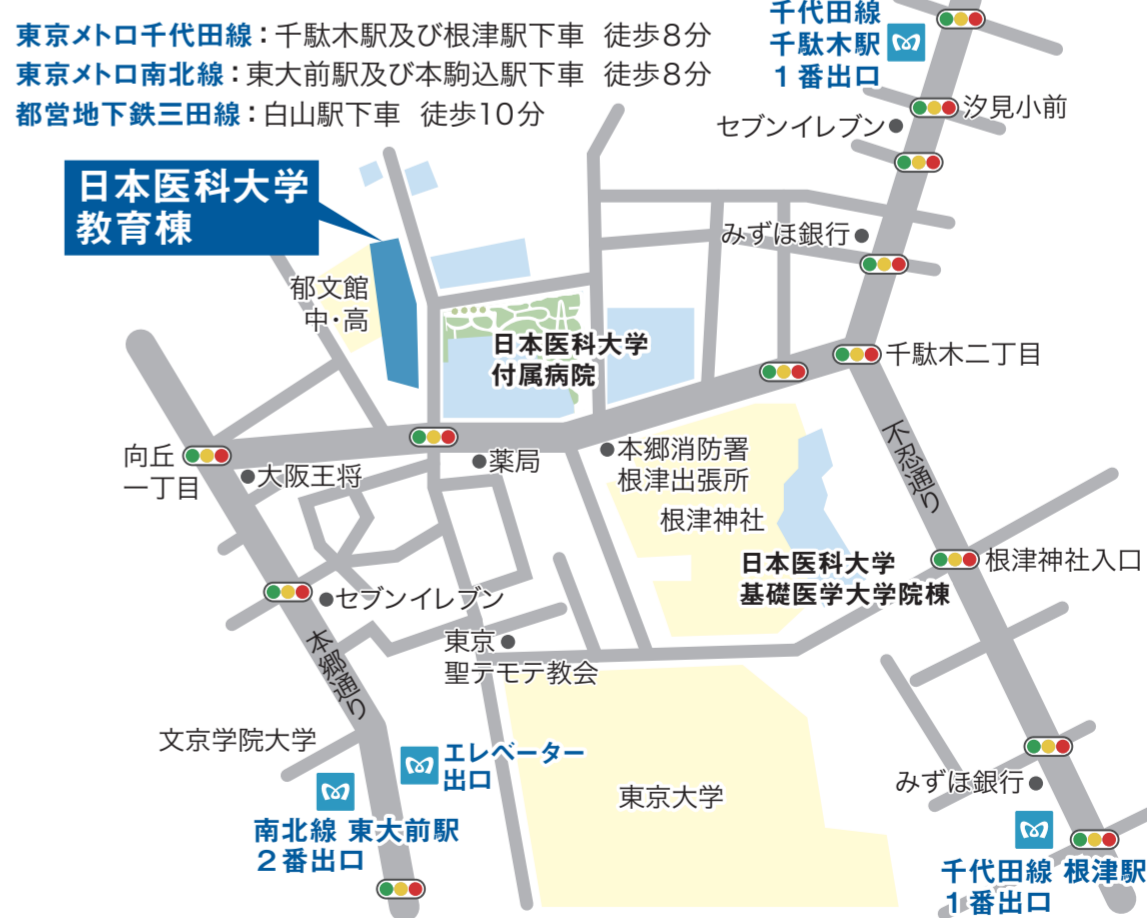 東京メトロ千代田線：千駄木駅及び根津駅下車 徒歩8分
東京メトロ南北線：東大前駅及び本駒込駅下車 徒歩8分
都営地下鉄三田線：白山駅下車 徒歩10分
千代田線
千駄木駅
1番出口
汐見小前
セブンイレブン
日本医科大学
教育棟
みずほ銀行
郁文館
中・高
日本医科大学
付属病院
千駄木二丁目
向丘
一丁目
大阪王将
薬局
本郷消防署
根津出張所
不忍通り
根津神社
日本医科大学
基礎医学大学院棟
根津神社入口
セブンイレブン
本郷通り
東京
聖テモテ教会
文京学院大学
エレベーター
出口
東京大学
みずほ銀行
南北線 東大前駅
2番出口
千代田線 根津駅
1番出口